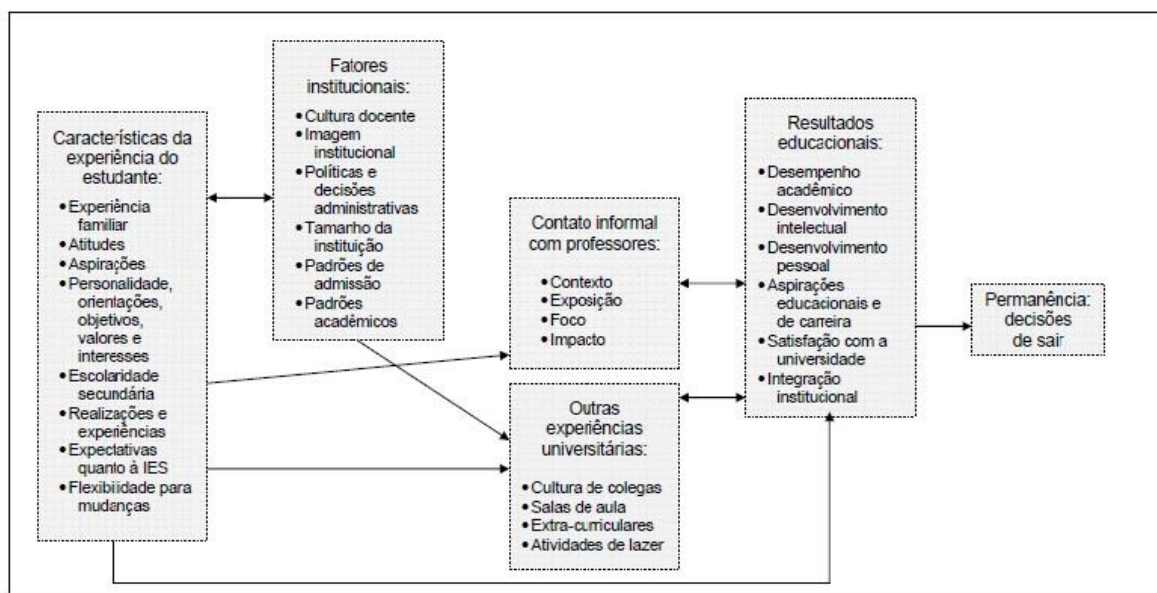 Características da
experiência do
estudante:
• Experiência
familiar
• Atitudes
• Aspirações
• Personalidade,
orientações,
objetivos,
valores e
interesses
• Escolaridade
secundária
• Realizações e
experiências
• Expectativas
quanto à IES
• Flexibilidade para
mudanças
Fatores
institucionais:
• Cultura docente
• Imagem
institucional
• Políticas e
decisões
administrativas
• Tamanho da
instituição
• Padrões de
admissão
• Padrões
acadêmicos
Contato informal
com professores:
• Contexto
• Exposição
• Foco
• Impacto
Outras
experiências
universitárias:
• Cultura de colegas
• Salas de aula
• Extra-curriculares
• Atividades de lazer
Resultados
educacionais:
• Desempenho
acadêmico
• Desenvolvimento
intelectual
• Desenvolvimento
pessoal
• Aspirações
educacionais e
de carreira
• Satisfação com a
universidade
• Integração
institucional
Permanência:
decisões
de sair